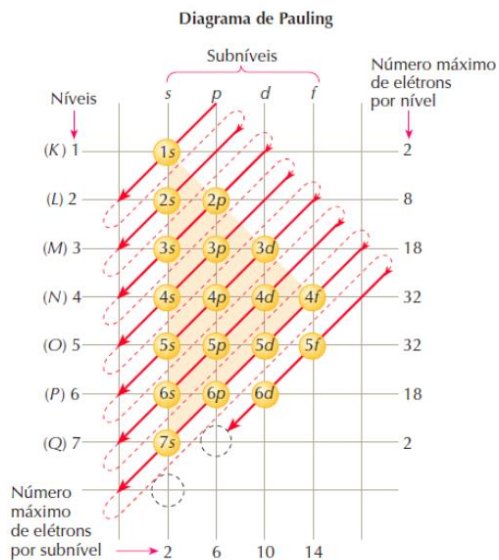 Diagrama de Pauling
Subníveis
Número máximo
de elétrons
por nível
Níveis
s p d f
(K) 1 1s 2
(L) 2 2s 2p 8
(M) 3 3s 3p 3d 18
(N) 4 4s 4p 4d 4f 32
(O) 5 5s 5p 5d 5f 32
(P) 6 6s 6p 6d 18
(Q) 7 7s 2
Número
máximo
de elétrons
por subnível 2 6 10 14